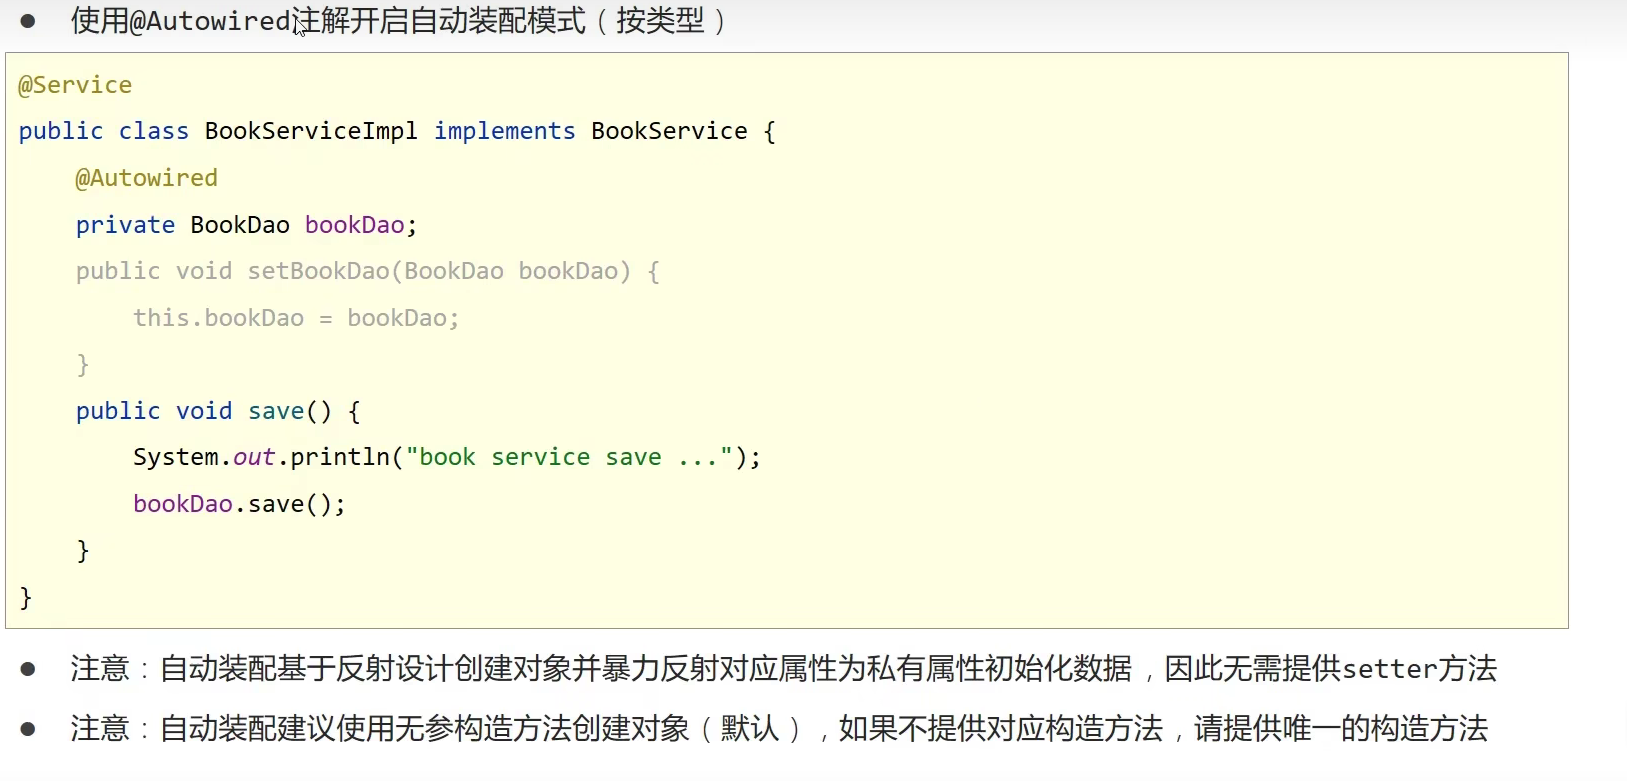 ● 使用@Autowired注解开启自动装配模式（按类型）
@Service
public class BookServiceImpl implements BookService {
    @Autowired
    private BookDao bookDao;
    public void setBookDao(BookDao bookDao) {
        this.bookDao = bookDao;
    }
    public void save() {
        System.out.println("book service save ...");
        bookDao.save();
    }
}
● 注意：自动装配基于反射设计创建对象并暴力反射对应属性为私有属性初始化数据，因此无需提供setter方法
● 注意：自动装配建议使用无参构造方法创建对象（默认），如果不提供对应构造方法，请提供唯一的构造方法